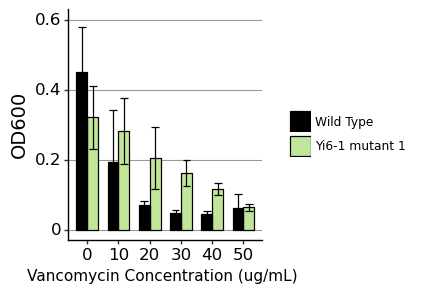 0.6
0.4
0.2
0
OD600
0 10 20 30 40 50
Vancomycin Concentration (ug/mL)
Wild Type
Yi6-1 mutant 1